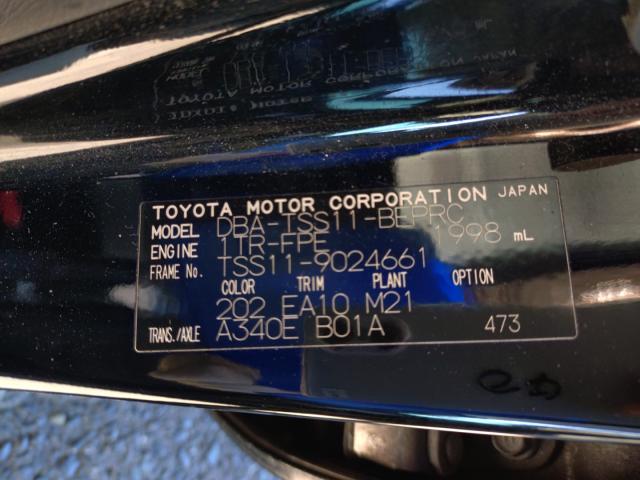 TOYOTA MOTOR CORPORATION JAPAN
MODEL DBA-TSS11-BEPRC
ENGINE 1TR-FPE 1998 mL
FRAME No. TSS11-9024661
COLOR TRIM PLANT OPTION
202 EA10 M21
TRANS./AXLE A340E B01A 473